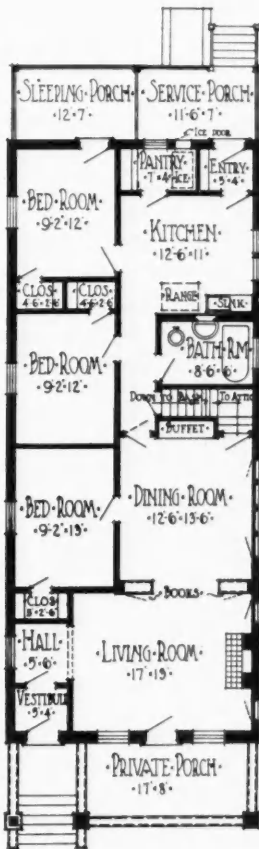 SLEEPING PORCH
12'·7'
SERVICE PORCH
11'-6"·7'
ICE DOOR
PANTRY
7'·4'
ICE
ENTRY
5'·4'
BED·ROOM
9'-2"·12'
KITCHEN
12'-6"·11'
CLOS
4'-6"·2'-6"
CLOS
4'-6"·2'-6"
RANGE
SINK
BED·ROOM
9'-2"·12'
BATH·RM
8'-6"·6'
DOWN TO BASM.
TO ATTIC
BUFFET
BED·ROOM
9'-2"·13'
DINING·ROOM
12'-6"·13'-6"
BOOKS
CLOS
HALL
5'·6'
LIVING·ROOM
VESTIBULE
5'·4'
PRIVATE·PORCH
17'·8'